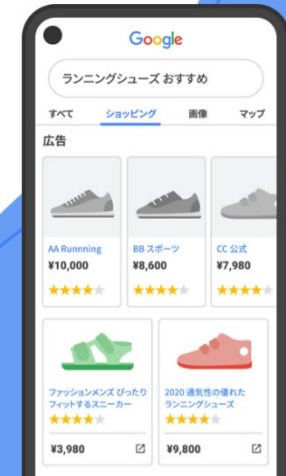 Google
ランニングシューズ おすすめ
すべて ショッピング 画像 マップ
広告
AA Runnning
¥10,000
BB スポーツ
¥8,600
CC 公式
¥7,980
ファッションメンズ ぴったり
フィットするスニーカー
¥3,980
2020 通気性の優れた
ランニングシューズ
¥9,800